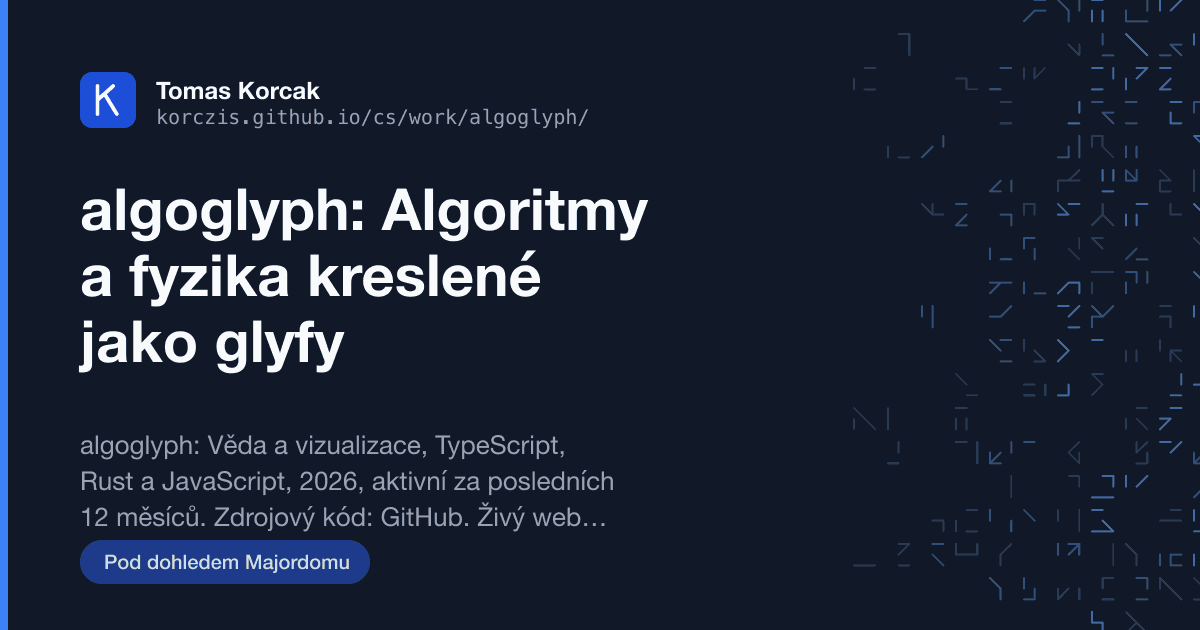 K
Tomas Korcak
korczis.github.io/cs/work/algoglyph/
algoglyph: Algoritmy
a fyzika kreslené
jako glyfy
algoglyph: Věda a vizualizace, TypeScript,
Rust a JavaScript, 2026, aktivní za posledních
12 měsíců. Zdrojový kód: GitHub. Živý web…
Pod dohledem Majordomu